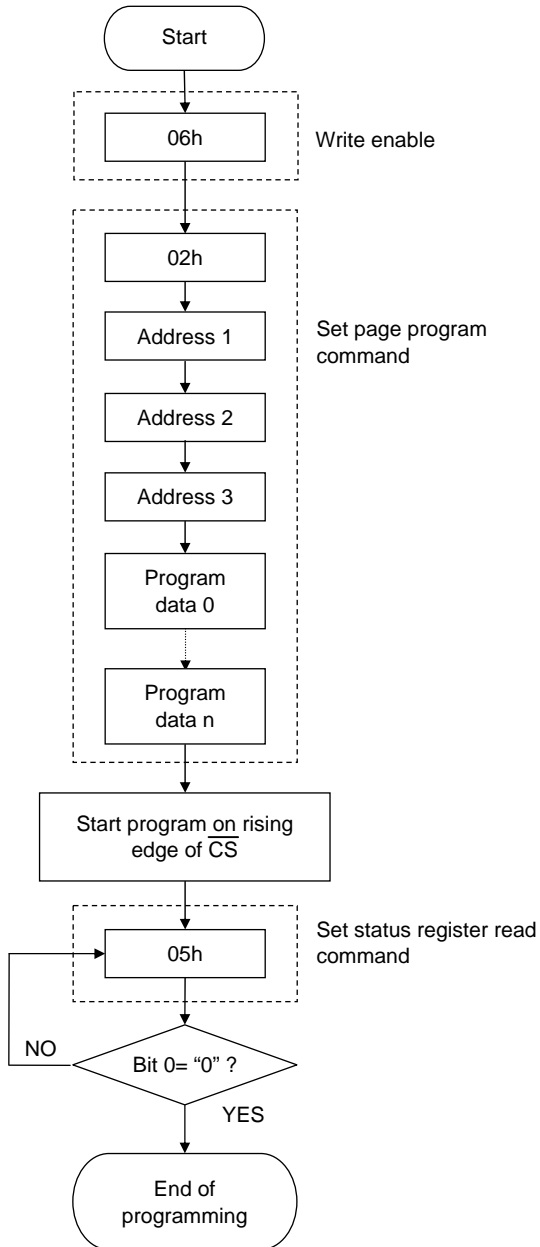 Start
06h
Write enable
02h
Set page program
command
Address 1
Address 2
Address 3
Program
data 0
Program
data n
Start program on rising
edge of C̅S̅
05h
Set status register read
command
NO
Bit 0= “0” ?
YES
End of
programming